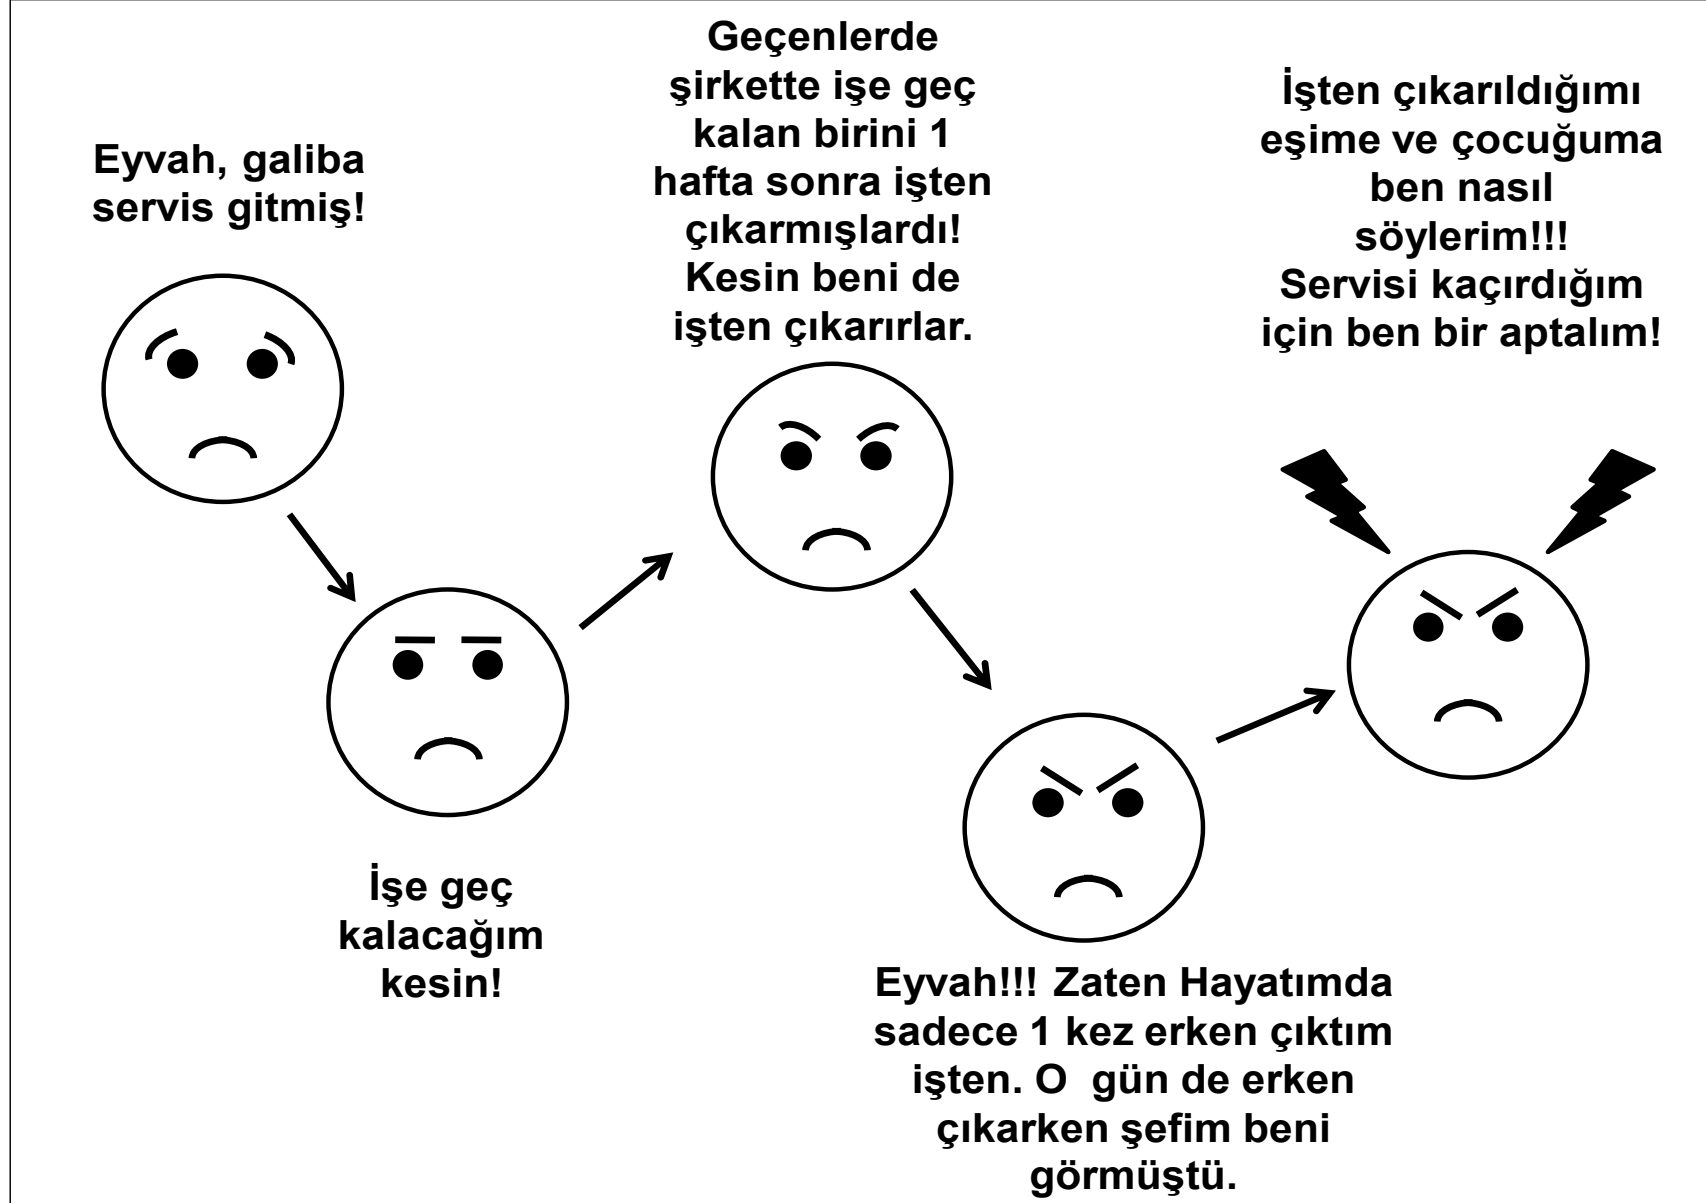 Eyvah, galiba
servis gitmiş!
İşe geç
kalacağım
kesin!
Geçenlerde
şirkette işe geç
kalan birini 1
hafta sonra işten
çıkarmışlardı!
Kesin beni de
işten çıkarırlar.
Eyvah!!! Zaten Hayatımda
sadece 1 kez erken çıktım
işten. O  gün de erken
çıkarken şefim beni
görmüştü.
İşten çıkarıldığımı
eşime ve çocuğuma
ben nasıl
söylerim!!!
Servisi kaçırdığım
için ben bir aptalım!